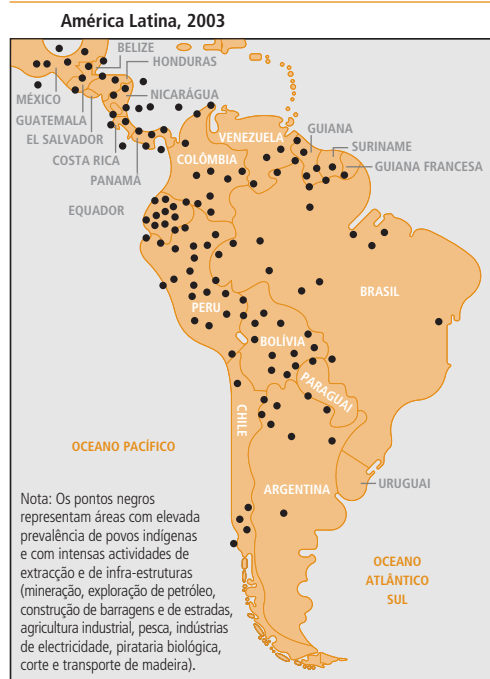 América Latina, 2003
BELIZE
HONDURAS
MÉXICO
NICARÁGUA
GUATEMALA
EL SALVADOR
COSTA RICA
PANAMÁ
VENEZUELA
GUIANA
SURINAME
GUIANA FRANCESA
COLÔMBIA
EQUADOR
BRASIL
PERU
BOLÍVIA
PARAGUAI
CHILE
OCEANO PACÍFICO
ARGENTINA
URUGUAI
OCEANO
ATLÂNTICO
SUL
Nota: Os pontos negros
representam áreas com elevada
prevalência de povos indígenas
e com intensas actividades de
extracção e de infra-estruturas
(mineração, exploração de petróleo,
construção de barragens e de estradas,
agricultura industrial, pesca, indústrias
de electricidade, pirataria biológica,
corte e transporte de madeira).